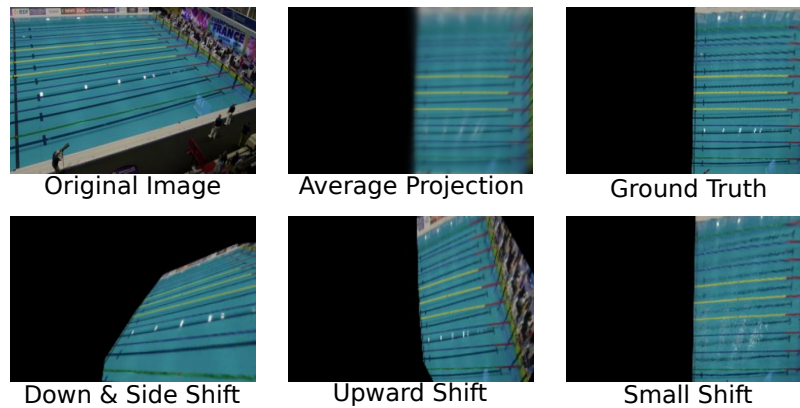 FRANCE
Original Image
Average Projection
Ground Truth
Down & Side Shift
Upward Shift
Small Shift